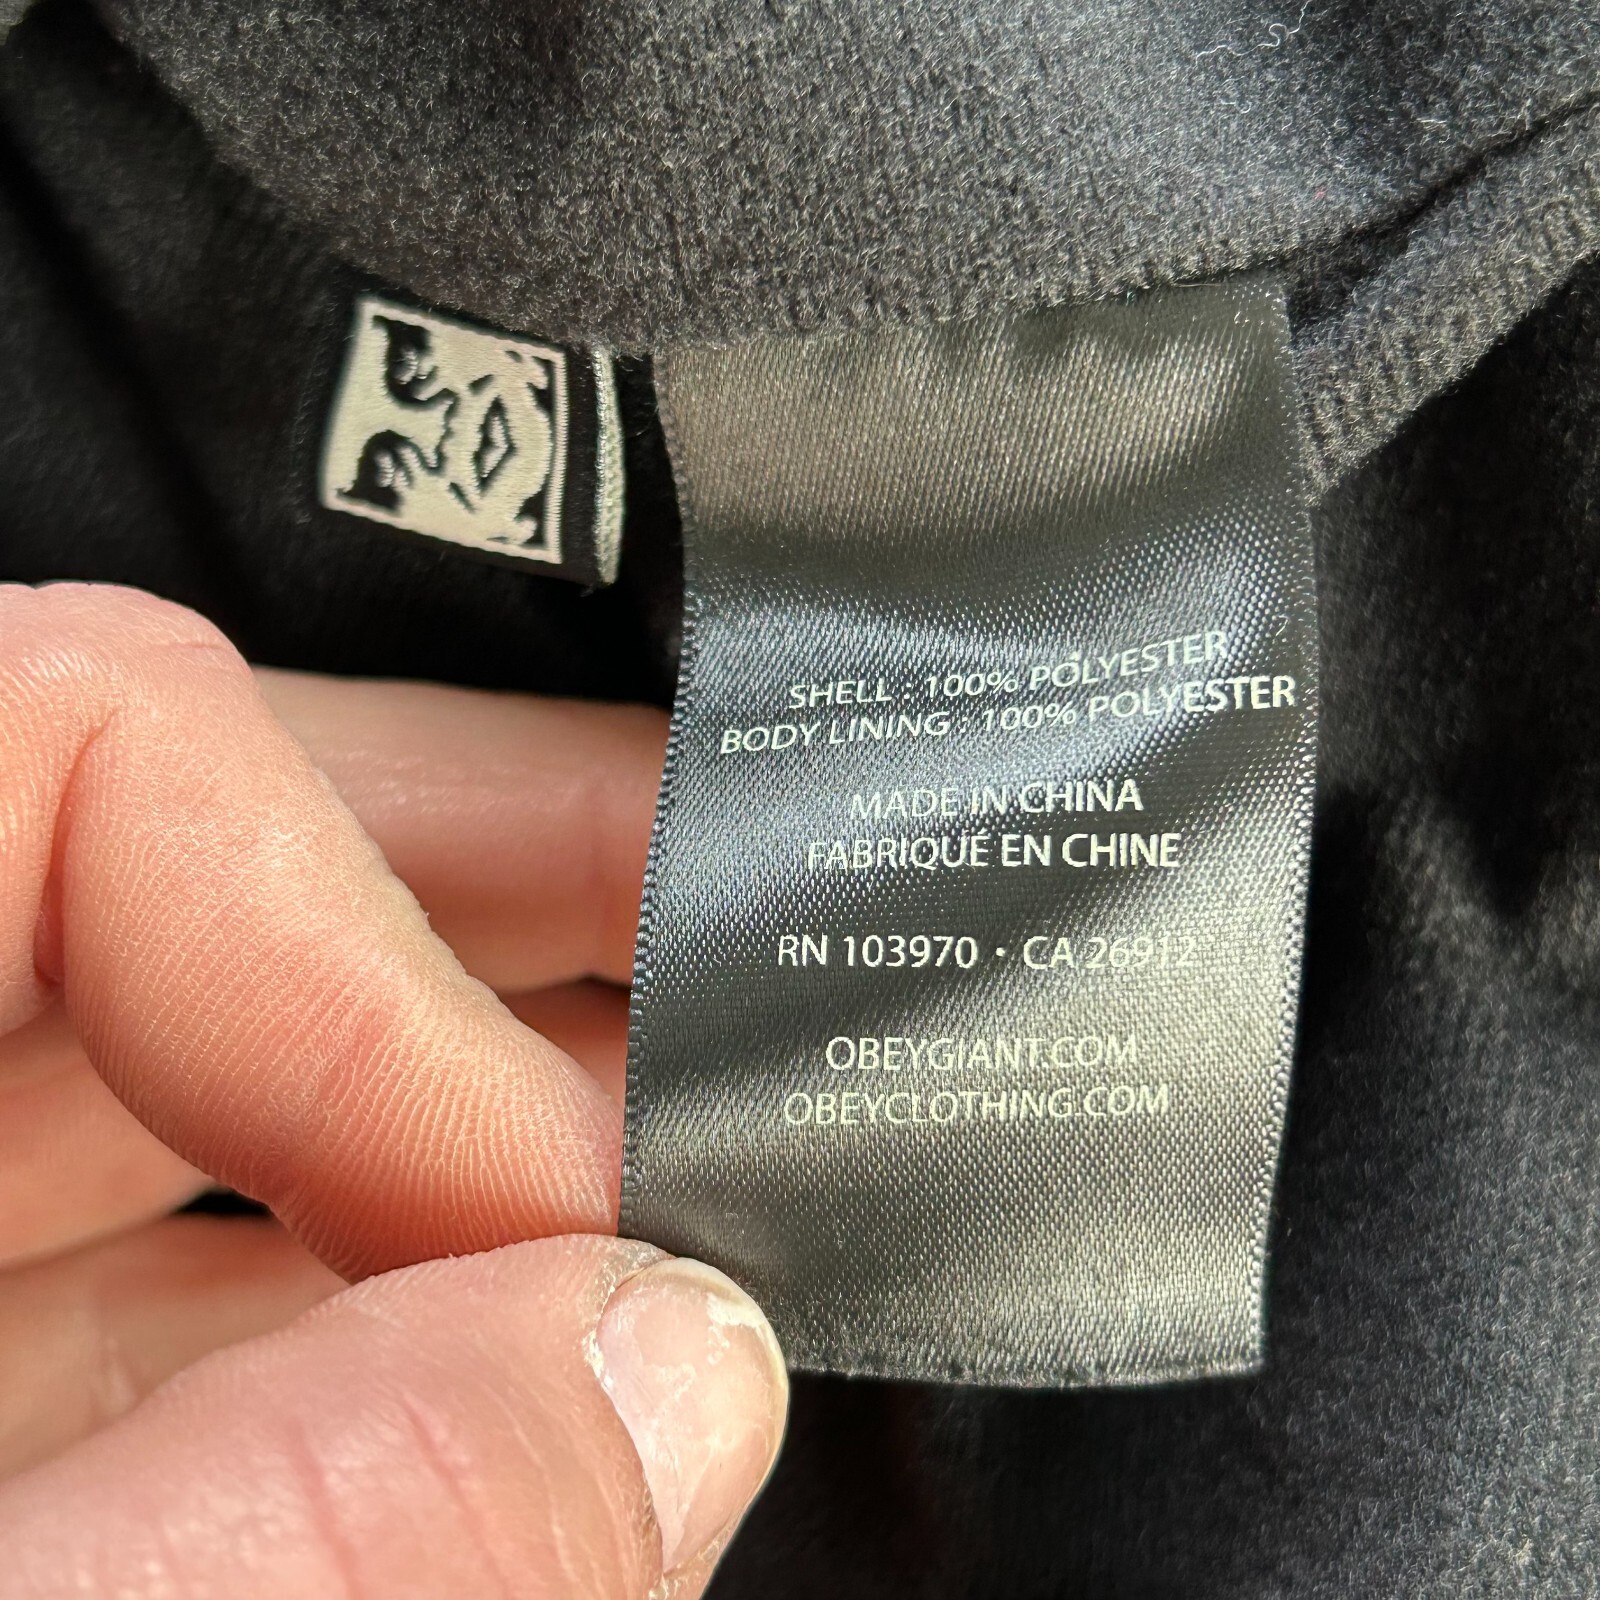 SHELL : 100% POLYESTER
BODY LINING : 100% POLYESTER
MADE IN CHINA
FABRIQUÉ EN CHINE
RN 103970 • CA 26912
OBEYGIANT.COM
OBEYCLOTHING.COM